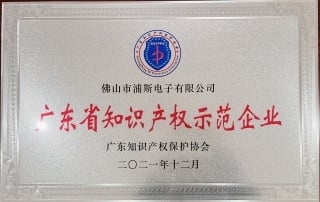 佛山市浦斯电子有限公司
广东省知识产权示范企业
广东知识产权保护协会
二〇二一年十二月